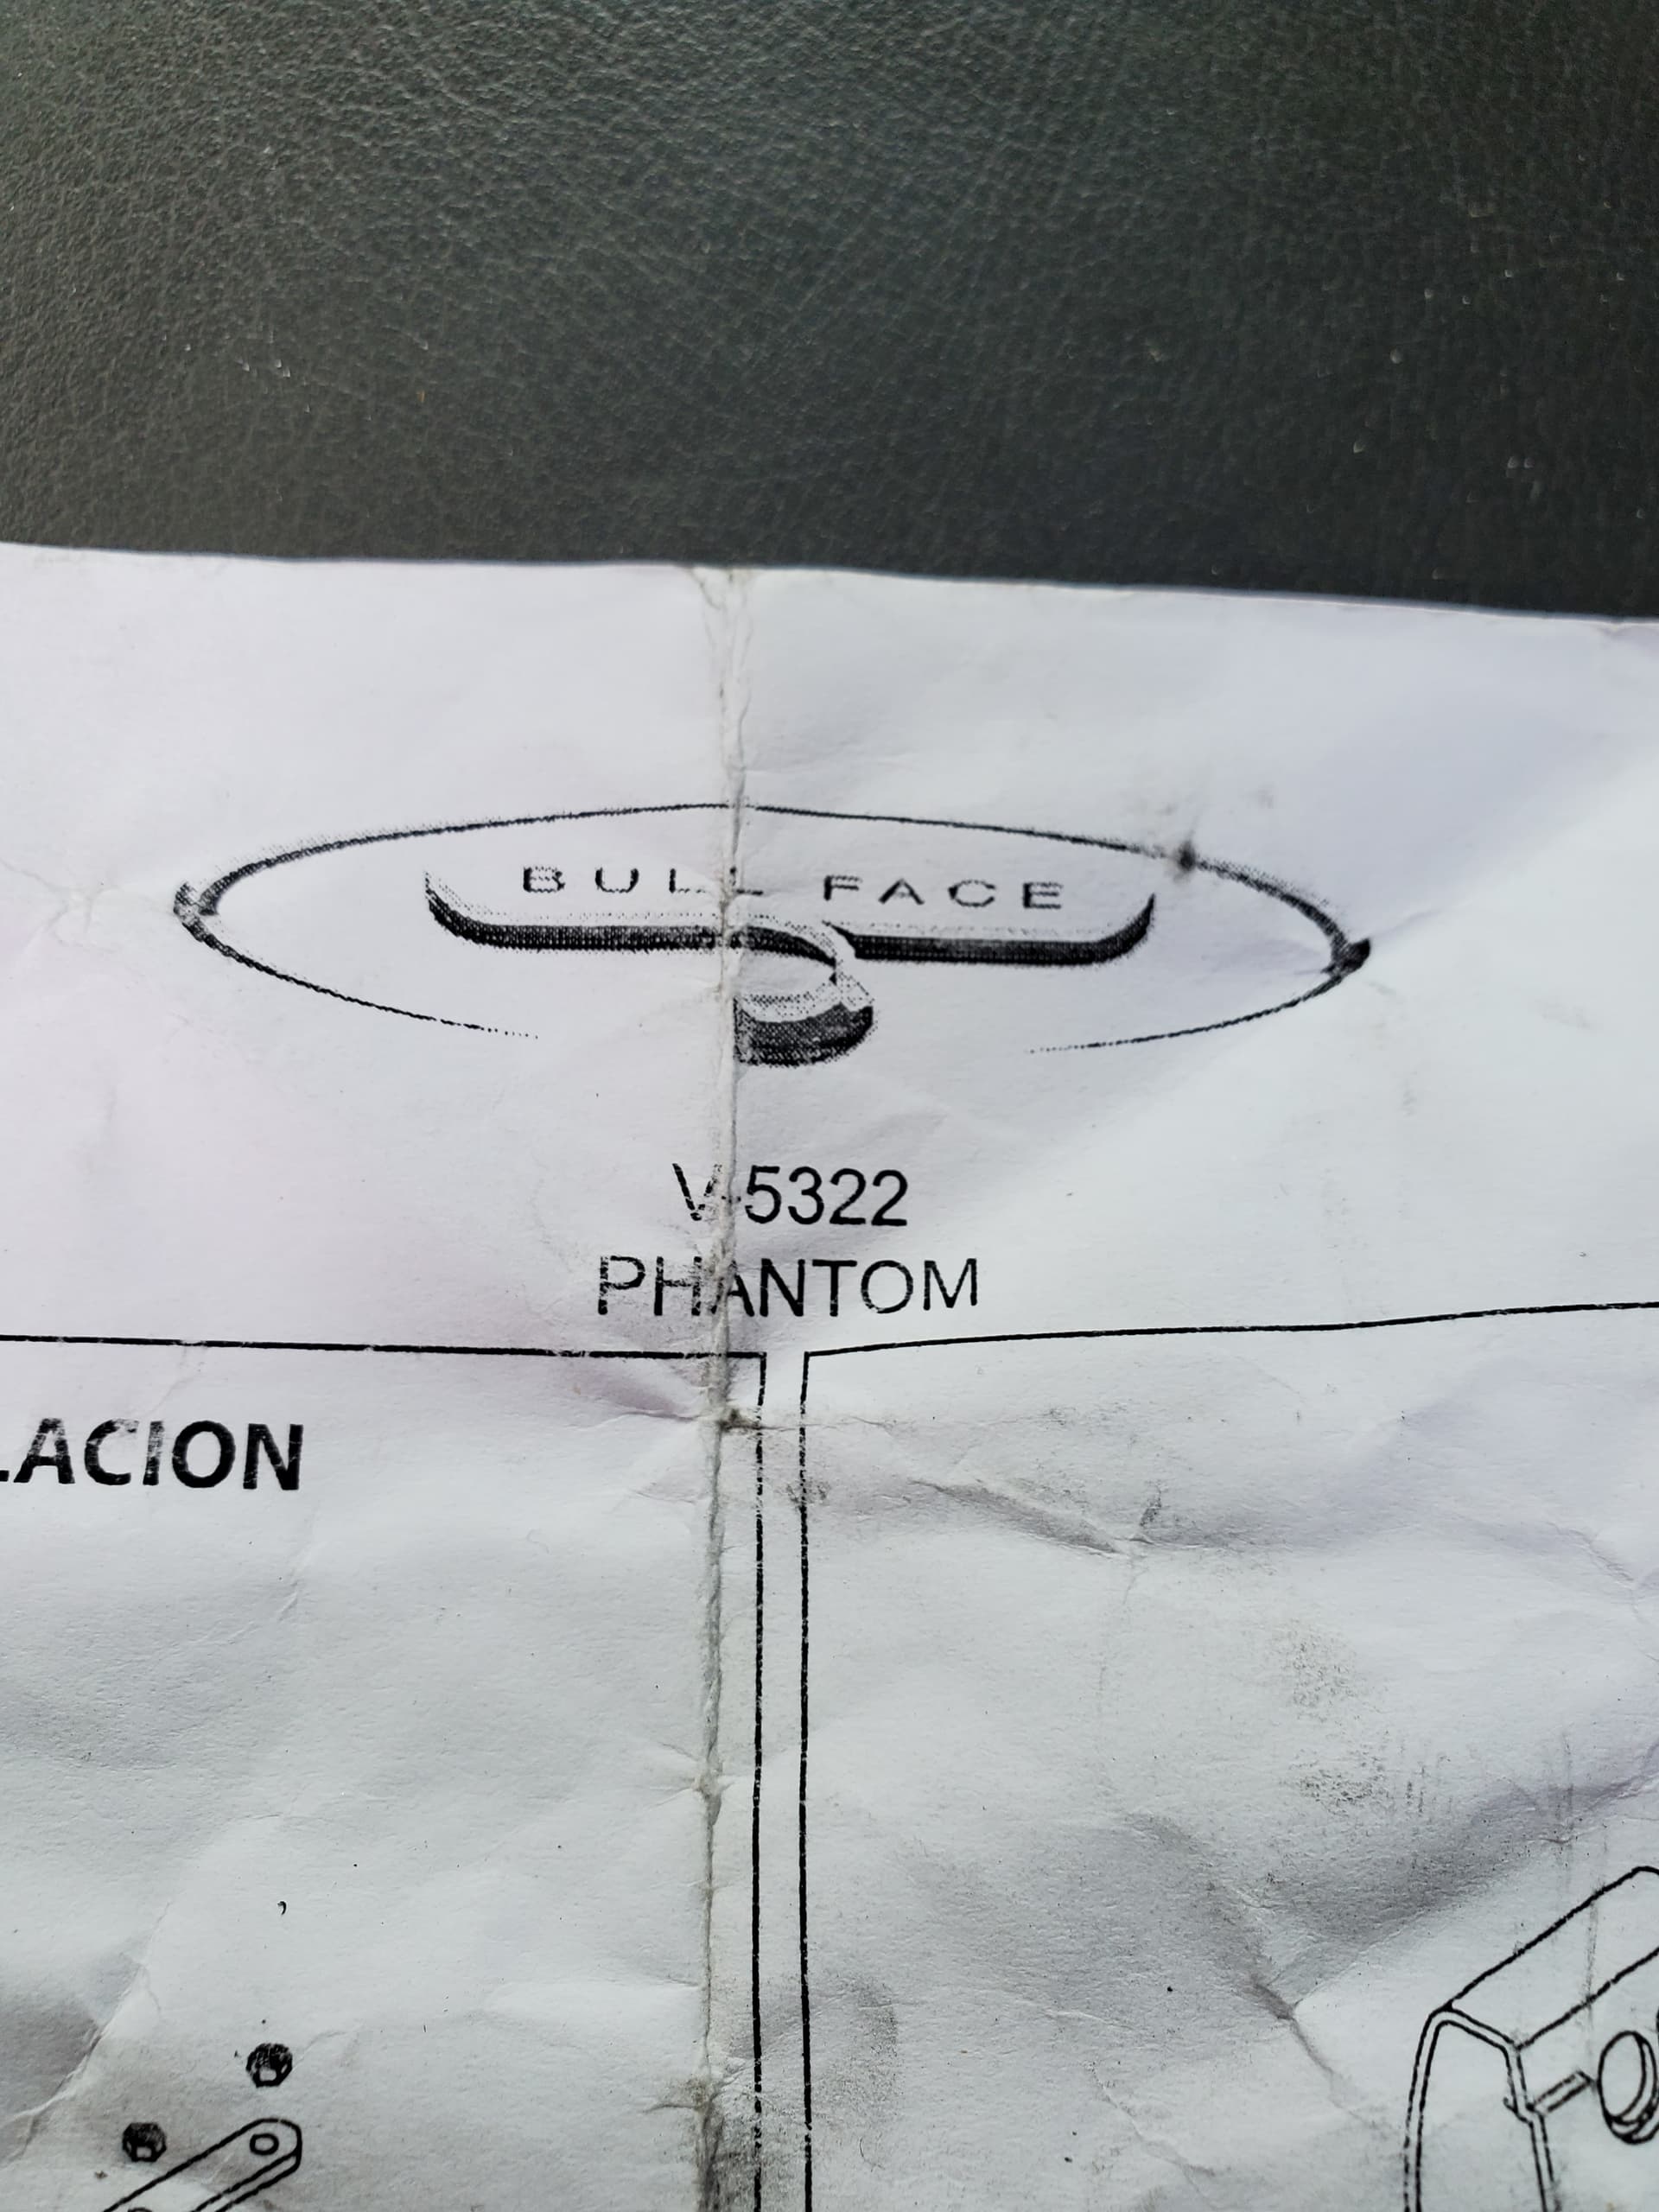 BULL FACE
V-5322
PHANTOM
LACION